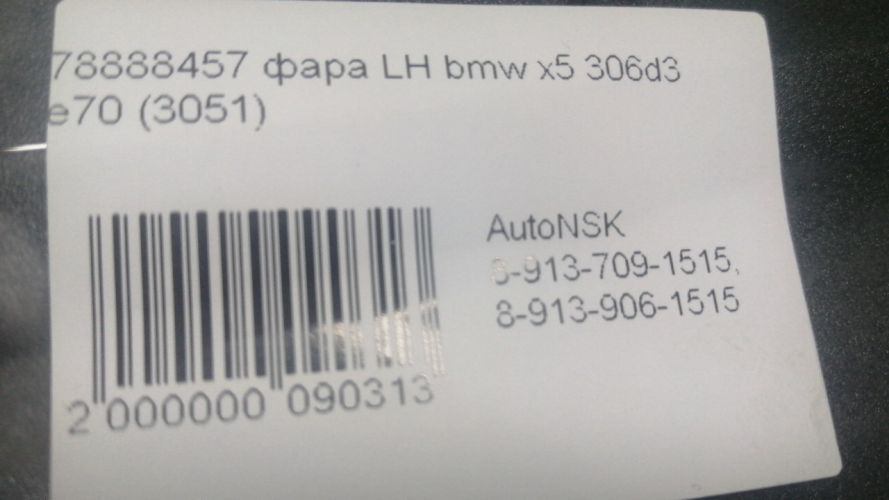 78888457 фара LH bmw x5 306d3
e70 (3051)
AutoNSK
8-913-709-1515,
8-913-906-1515
2 000000 090313